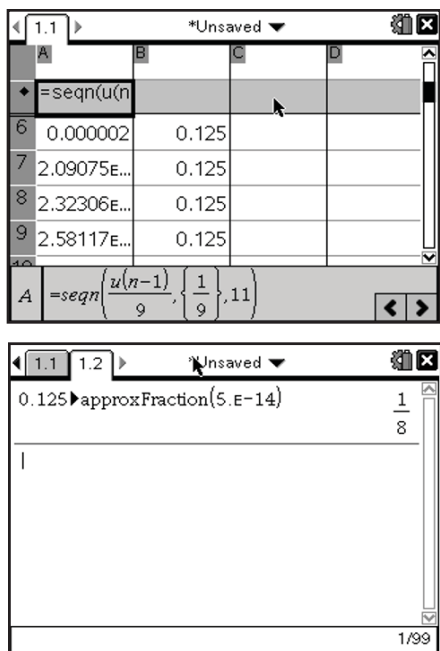 1.1 *Unsaved
A B C D
=seqn(u(n
6 0.000002 0.125
7 2.09075E... 0.125
8 2.32306E... 0.125
9 2.58117E... 0.125
10
A =seqn(u(n-1)/9,{1/9},11)
1.1 1.2 *Unsaved
0.125▶approxFraction(5.E-14) 1/8
1/99